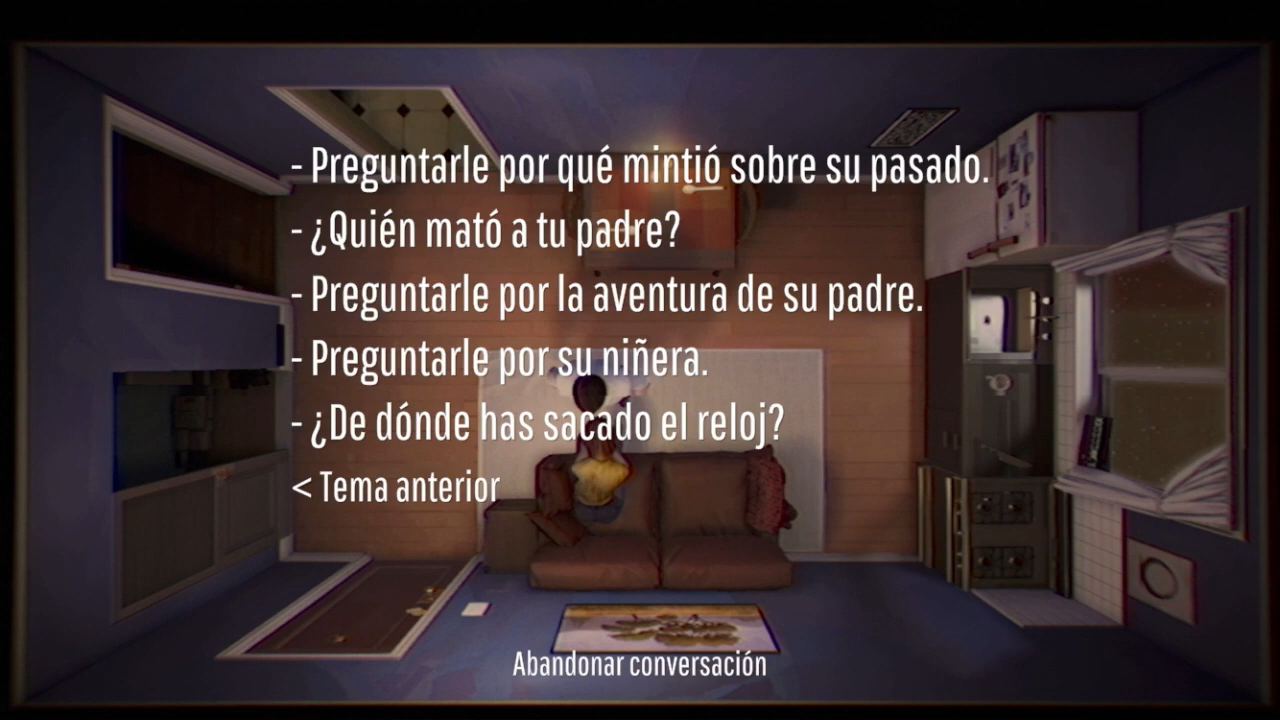 - Preguntarle por qué mintió sobre su pasado.
- ¿Quién mató a tu padre?
- Preguntarle por la aventura de su padre.
- Preguntarle por su niñera.
- ¿De dónde has sacado el reloj?
< Tema anterior
Abandonar conversación